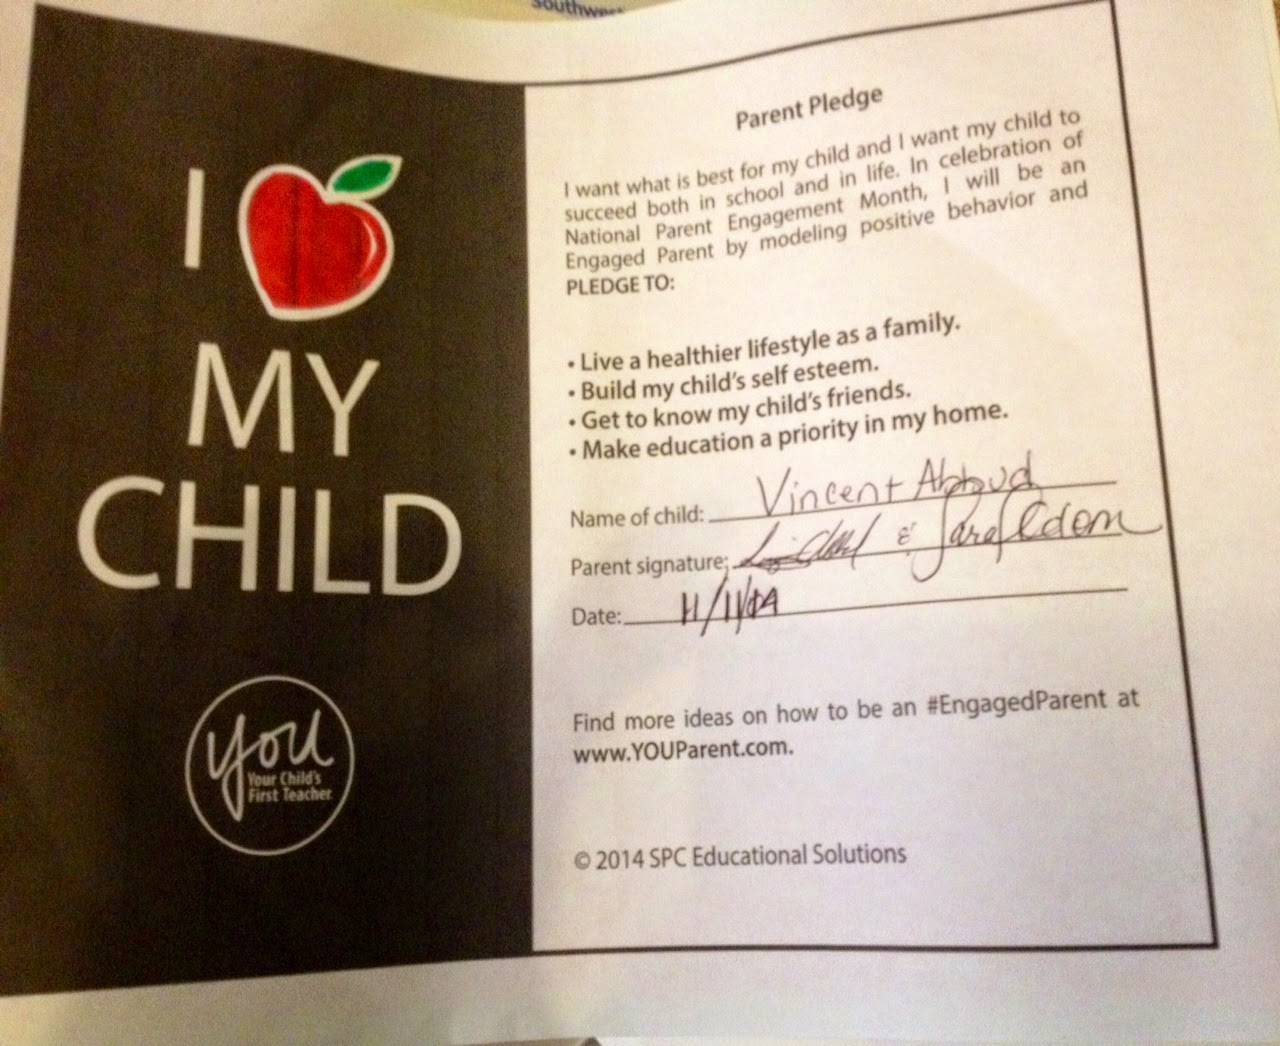 southwest
I
MY
CHILD
you
Your Child's
First Teacher
Parent Pledge
I want what is best for my child and I want my child to
succeed both in school and in life. In celebration of
National Parent Engagement Month, I will be an
Engaged Parent by modeling positive behavior and
PLEDGE TO:
• Live a healthier lifestyle as a family.
• Build my child's self esteem.
• Get to know my child's friends.
• Make education a priority in my home.
Name of child: Vincent Abbud
Parent signature: &
Date: 11/11/14
Find more ideas on how to be an #EngagedParent at
www.YOUParent.com.
© 2014 SPC Educational Solutions